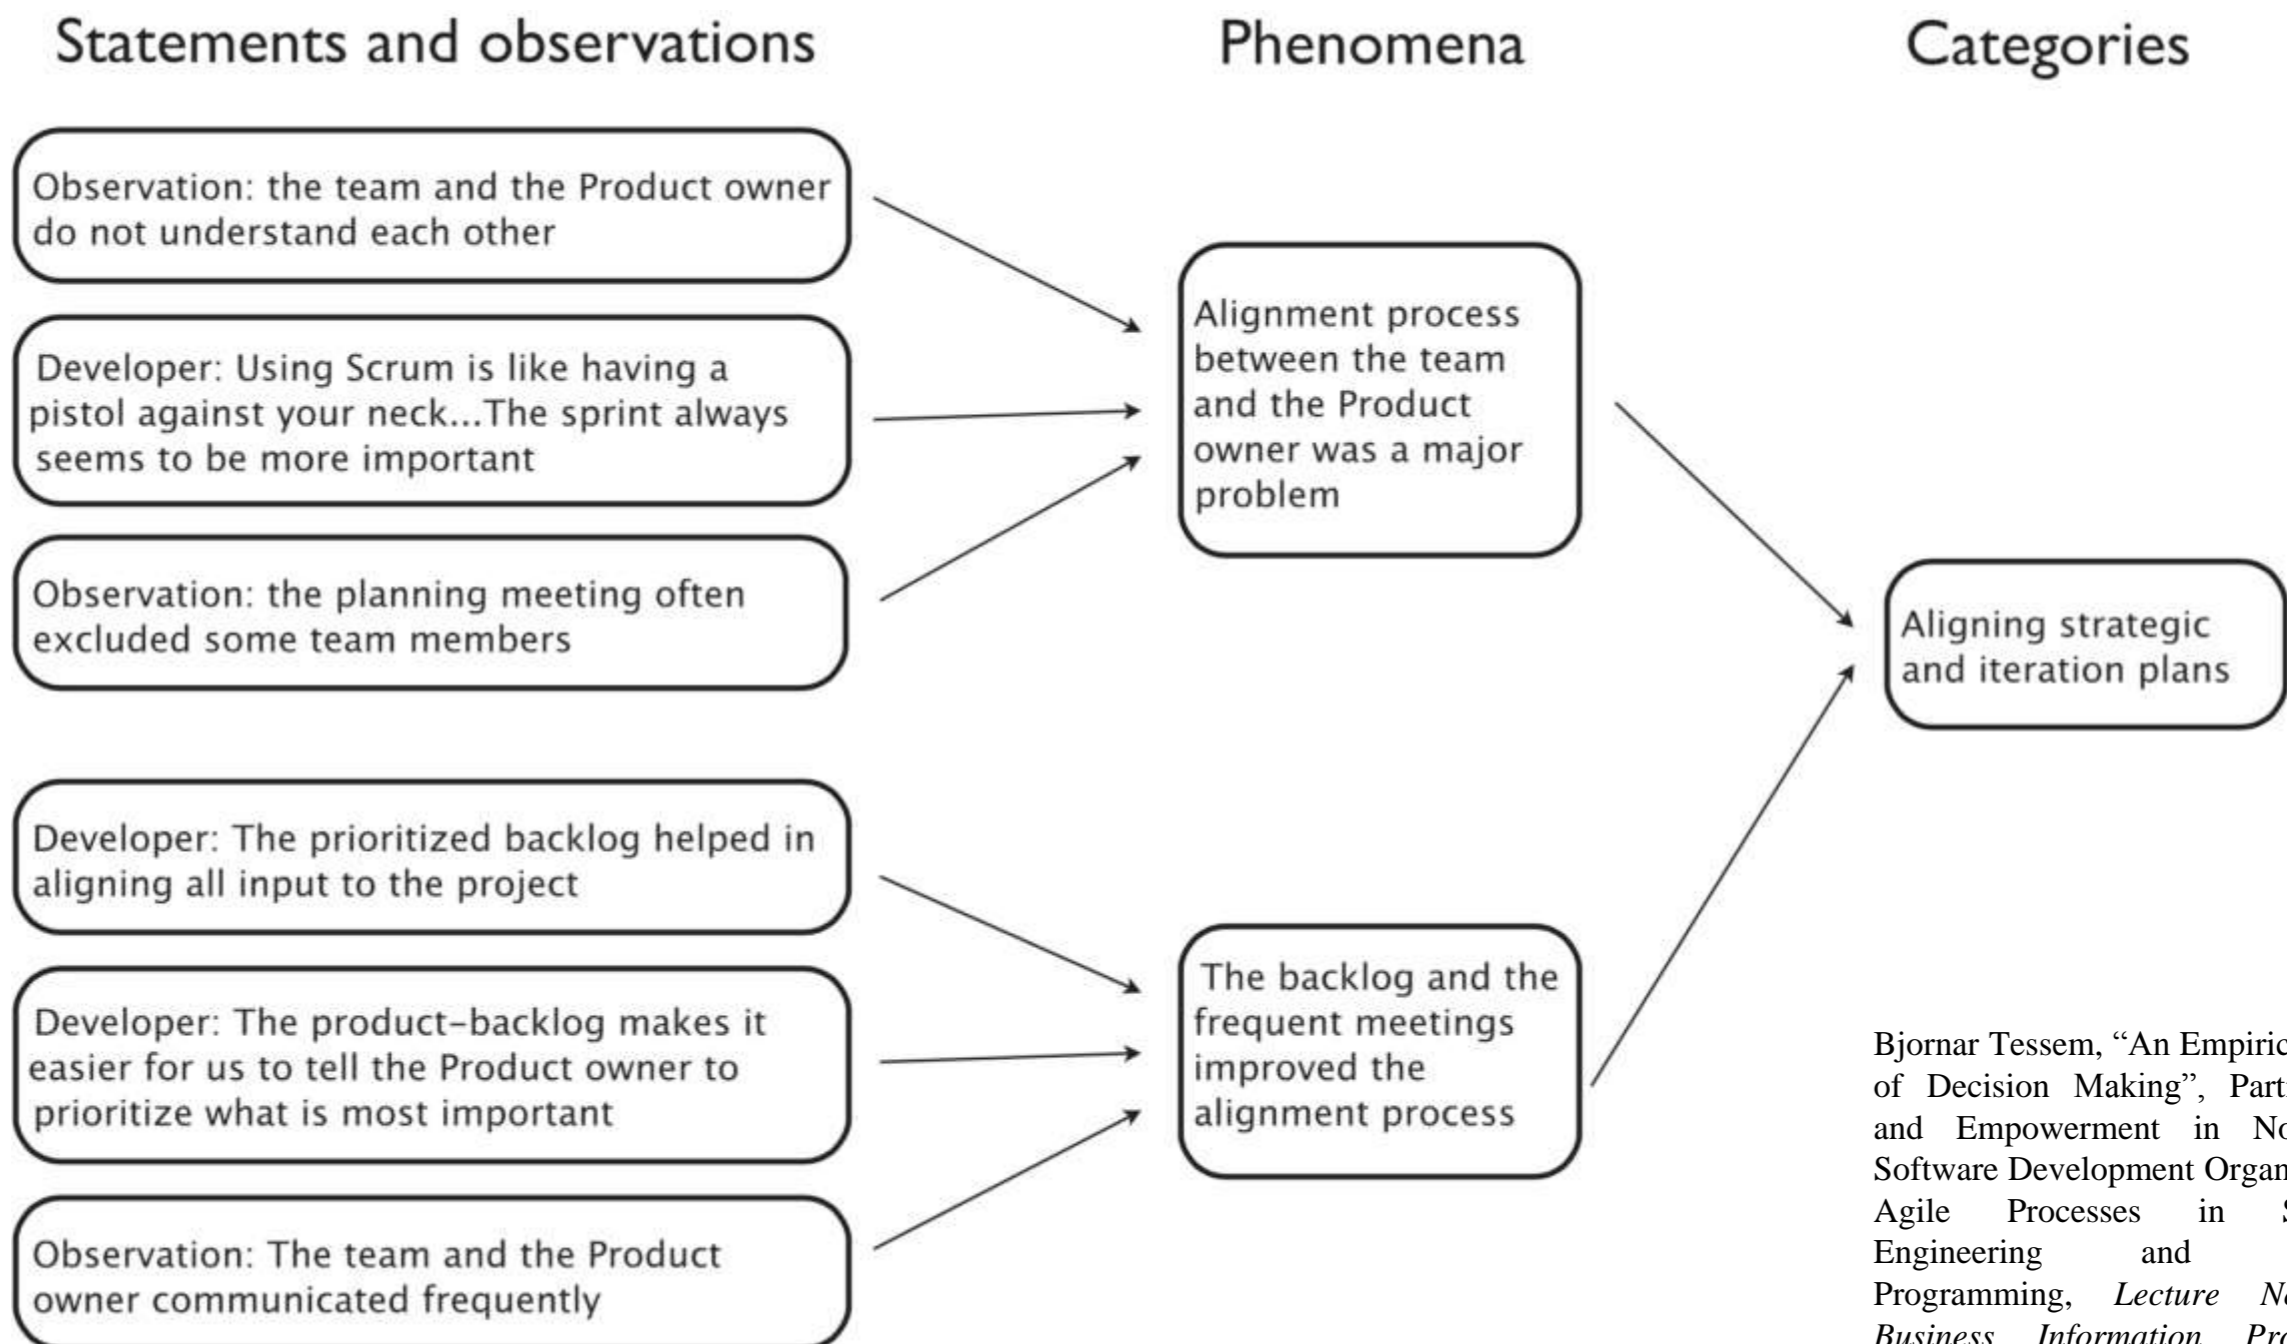 Statements and observations
Phenomena
Categories
Observation: the team and the Product owner
do not understand each other
Developer: Using Scrum is like having a
pistol against your neck...The sprint always
seems to be more important
Observation: the planning meeting often
excluded some team members
Alignment process
between the team
and the Product
owner was a major
problem
Aligning strategic
and iteration plans
Developer: The prioritized backlog helped in
aligning all input to the project
Developer: The product-backlog makes it
easier for us to tell the Product owner to
prioritize what is most important
Observation: The team and the Product
owner communicated frequently
The backlog and the
frequent meetings
improved the
alignment process
Bjornar Tessem, “An
of Decision Making”,
and Empowerment in
Software Development
Agile Processes in
Engineering and
Programming, Lecture
Business Information